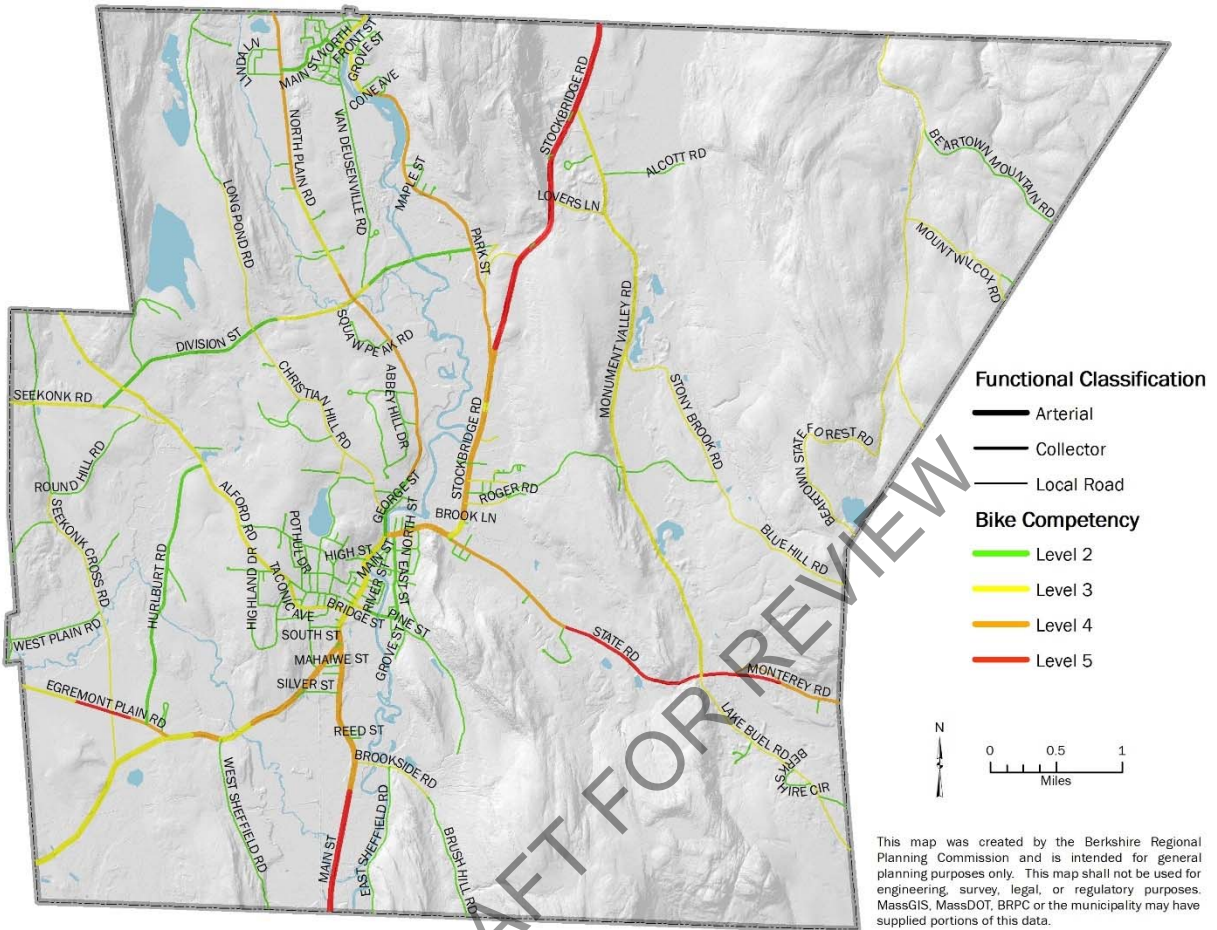 LINDA LN
MAIN ST
NORTH
FRONT ST
GROVE ST
CONE AVE
NORTH PLAIN RD
VAN DEUSENVILLE RD
MAPLE ST
STOCKBRIDGE RD
ALCOTT RD
LOVERS LN
BEARTOWN MOUNTAIN RD
MOUNT WILCOX RD
LONG POND RD
PARK ST
DIVISION ST
SQUAW PEAK RD
MONUMENT VALLEY RD
CHRISTIAN HILL RD
ABBEY HILL DR
STONY BROOK RD
SEEKONK RD
STOCKBRIDGE RD
BEARTOWN STATE FOREST RD
ROUND HILL RD
ALFORD RD
GEORGE ST
ROGER RD
BROOK LN
SEEKONK CROSS RD
HURLBURT RD
POTHUL DR
HIGH ST
MAIN ST
NORTH ST
EAST ST
BLUE HILL RD
HIGHLAND DR
TACONIC AVE
RIVER ST
BRIDGE ST
PINE ST
GROVE ST
WEST PLAIN RD
SOUTH ST
STATE RD
MAHAIWE ST
SILVER ST
MONTEREY RD
EGREMONT PLAIN RD
REED ST
LAKE BUEL RD
BERKSHIRE CIR
BROOKSIDE RD
WEST SHEFFIELD RD
MAIN ST
EAST SHEFFIELD RD
BRUSH HILL RD
AFT FOR REVIEW
Functional Classification
Arterial
Collector
Local Road
Bike Competency
Level 2
Level 3
Level 4
Level 5
N
0 0.5 1
Miles
This map was created by the Berkshire Regional
Planning Commission and is intended for general
planning purposes only. This map shall not be used for
engineering, survey, legal, or regulatory purposes.
MassGIS, MassDOT, BRPC or the municipality may have
supplied portions of this data.